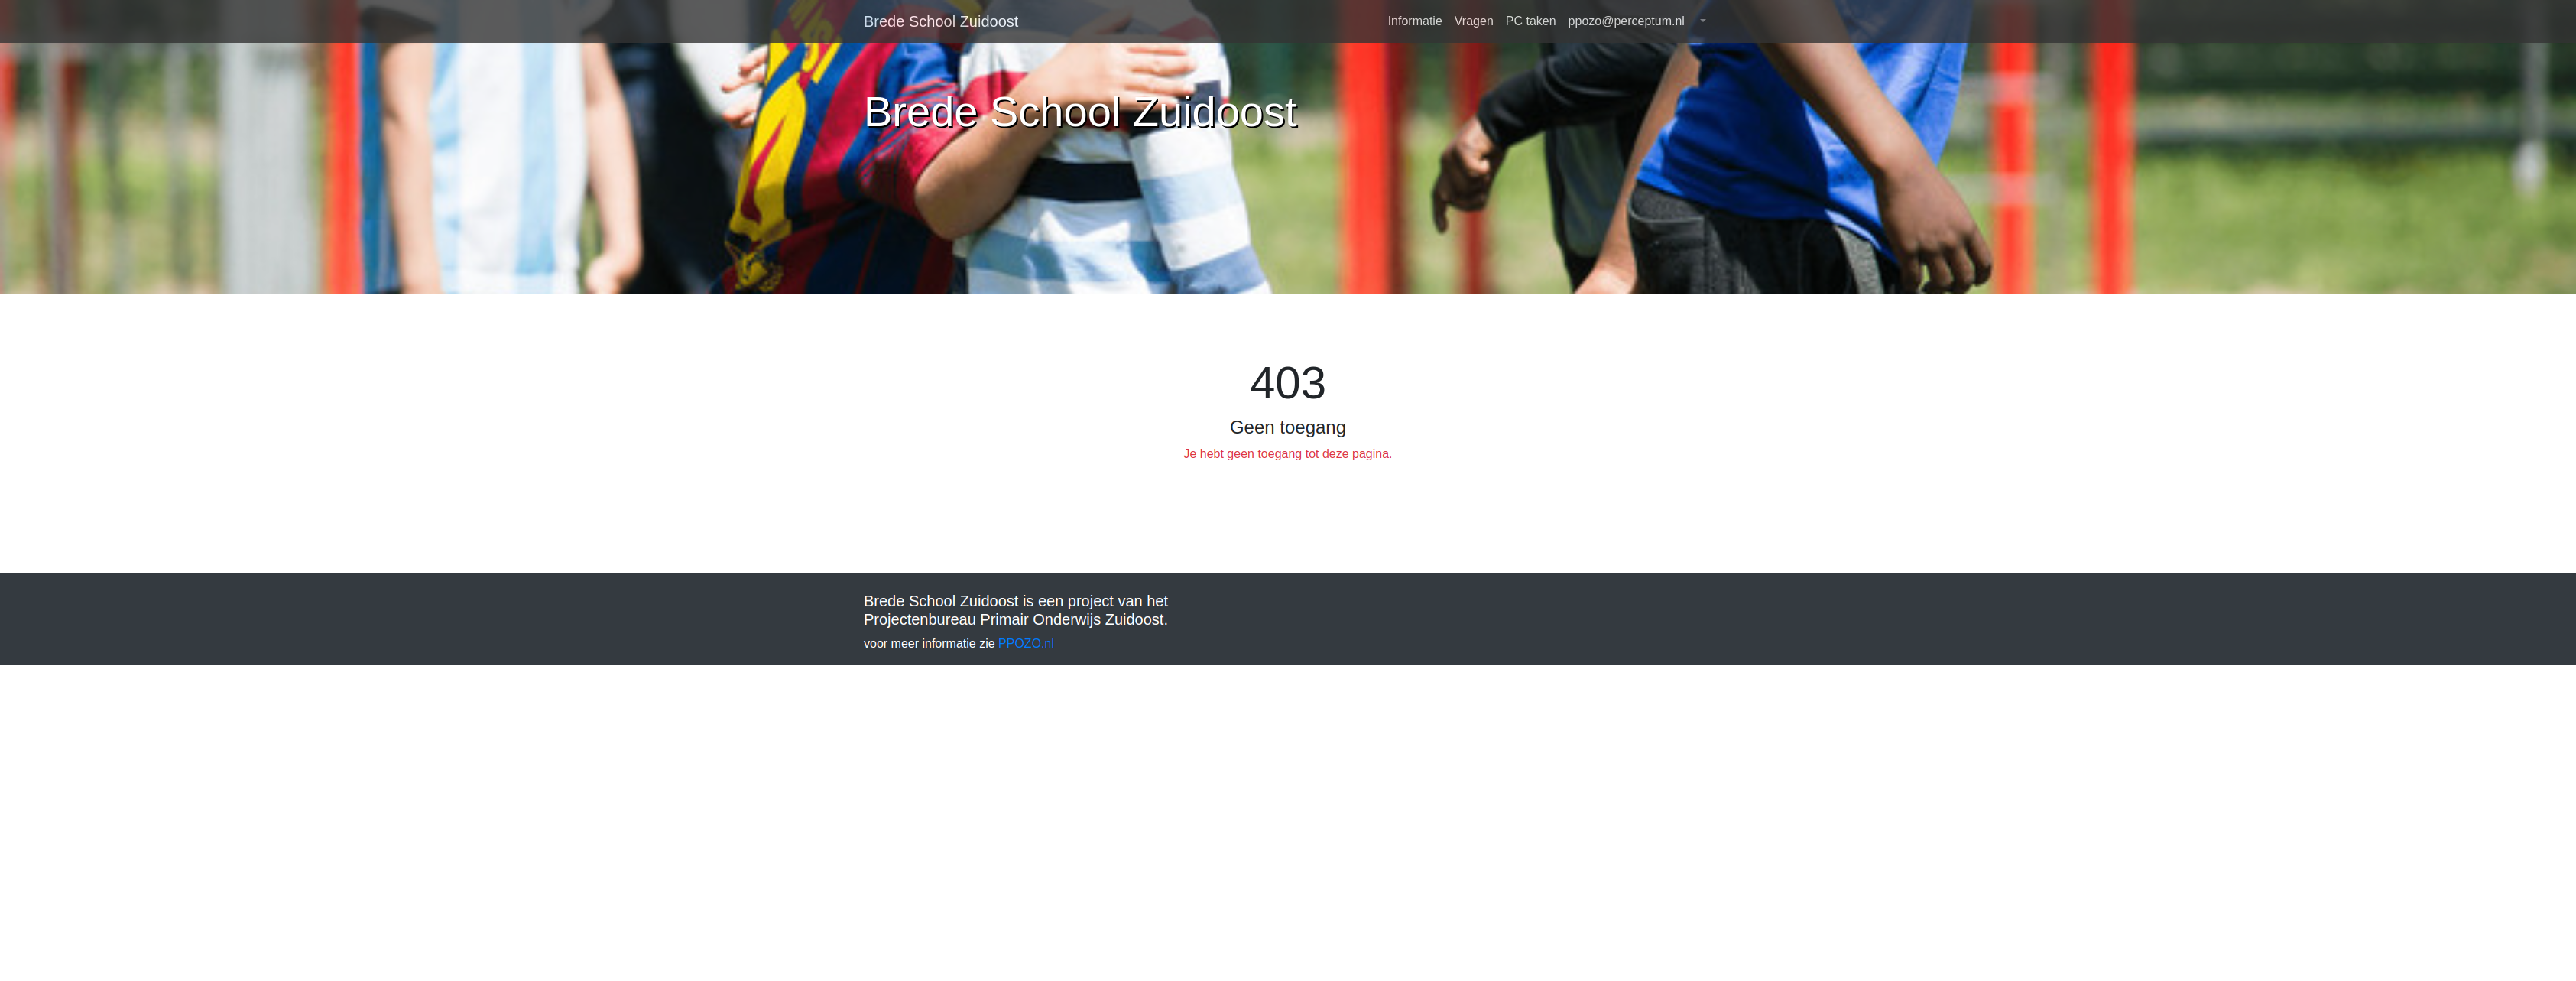 Brede School Zuidoost
Informatie Vragen PC taken ppozo@perceptum.nl
Brede School Zuidoost
403
Geen toegang
Je hebt geen toegang tot deze pagina.
Brede School Zuidoost is een project van het
Projectenbureau Primair Onderwijs Zuidoost.
voor meer informatie zie PPOZO.nl